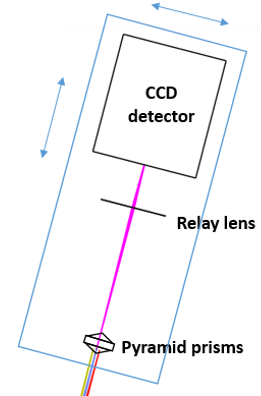 CCD
detector
Relay lens
Pyramid prisms